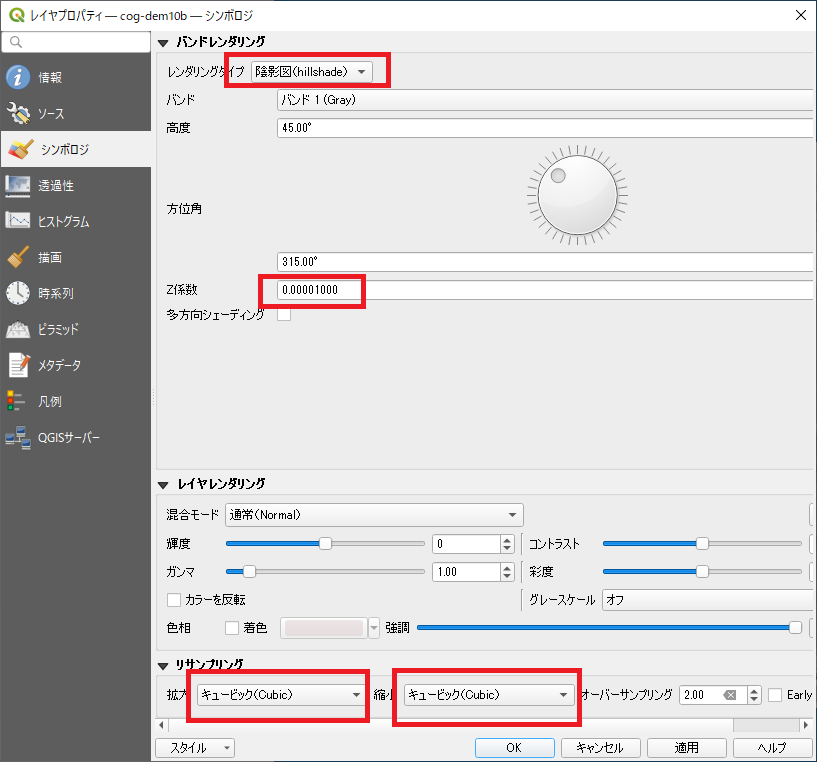 レイヤプロパティ — cog-dem10b — シンボロジ
情報
ソース
シンボロジ
透過性
ヒストグラム
描画
時系列
ピラミッド
メタデータ
凡例
QGISサーバー
バンドレンダリング
レンダリングタイプ 陰影図(hillshade)
バンド バンド 1 (Gray)
高度 45.00°
方位角
315.00°
Z係数 0.00001000
多方向シェーディング
レイヤレンダリング
混合モード 通常(Normal)
輝度 0 コントラスト
ガンマ 1.00 彩度
カラーを反転 グレースケール オフ
色相 着色 強調
リサンプリング
拡大 キュービック(Cubic) 縮小 キュービック(Cubic) オーバーサンプリング 2.00 Early
スタイル OK キャンセル 適用 ヘルプ